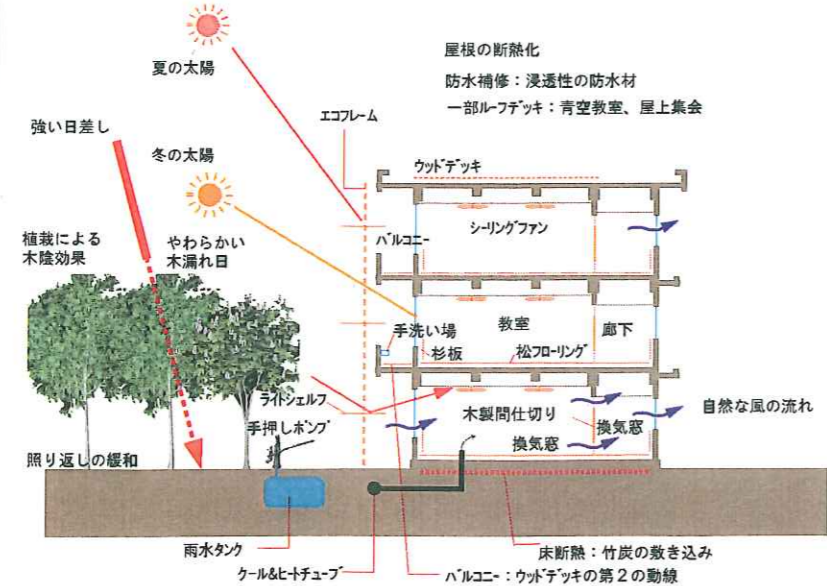 夏の太陽
屋根の断熱化
防水補修：浸透性の防水材
一部ルーフデッキ：青空教室、屋上集会
エコフレーム
強い日差し
冬の太陽
ウッドデッキ
植栽による
木陰効果
やわらかい
木漏れ日
バルコニー
シーリングファン
手洗い場
教室
廊下
杉板
松フローリング
ライトシェルフ
手押しポンプ
木製間仕切り
換気窓
換気窓
自然な風の流れ
照り返しの緩和
雨水タンク
クール&ヒートチューブ
床断熱：竹炭の敷き込み
バルコニー：ウッドデッキの第２の動線